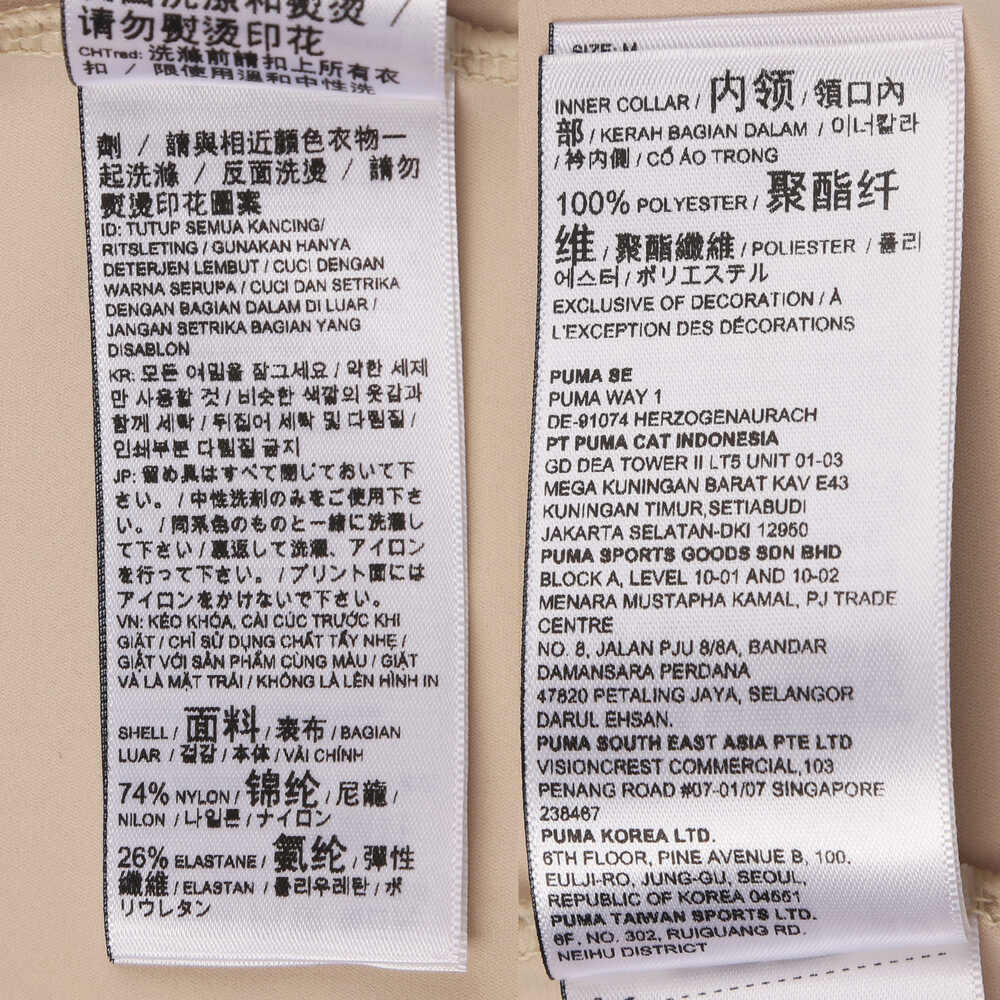 请勿熨烫印花
CHTrad: 洗滌前請扣上所有衣
扣 / 限使用溫和中性洗
劑 / 請與相近顏色衣物一
起洗滌 / 反面洗燙 / 請勿
熨燙印花圖案
ID: TUTUP SEMUA KANCING/
RITSLETING / GUNAKAN HANYA
DETERJEN LEMBUT / CUCI DENGAN
WARNA SERUPA / CUCI DAN SETRIKA
DENGAN BAGIAN DALAM DI LUAR /
JANGAN SETRIKA BAGIAN YANG
DISABLON
KR: 모든 여밈을 잠그세요 / 약한 세제
만 사용할 것 / 비슷한 색깔의 옷감과
함께 세탁 / 뒤집어 세탁 및 다림질 /
인쇄부분 다림질 금지
JP: 留め具はすべて閉じておいて下
さい。 / 中性洗剤のみをご使用下さ
い。 / 同系色のものと一緒に洗濯し
て下さい / 裏返して洗濯、アイロン
を行って下さい。 / プリント面には
アイロンをかけないで下さい。
VN: KÉO KHÓA, CÀI CÚC TRƯỚC KHI
GIẶT / CHỈ SỬ DỤNG CHẤT TẨY NHẸ /
GIẶT VỚI SẢN PHẨM CÙNG MÀU / GIẶT
VÀ LÀ MẶT TRÁI / KHÔNG LÀ LÊN HÌNH IN
SHELL / 面料 / 表布 / BAGIAN
LUAR / 겉감 / 本体 / VẢI CHÍNH
74% NYLON / 锦纶 / 尼龍 /
NILON / 나일론 / ナイロン
26% ELASTANE / 氨纶 / 彈性
纖維 / ELASTAN / 폴리우레탄 / ポ
リウレタン
SIZE: M
INNER COLLAR / 内领 / 領口內
部 / KERAH BAGIAN DALAM / 이너칼라
/ 衿内側 / CỔ ÁO TRONG
100% POLYESTER / 聚酯纤
维 / 聚酯纖維 / POLIESTER / 폴리
에스터 / ポリエステル
EXCLUSIVE OF DECORATION / À
L'EXCEPTION DES DÉCORATIONS
PUMA SE
PUMA WAY 1
DE-91074 HERZOGENAURACH
PT PUMA CAT INDONESIA
GD DEA TOWER II LT5 UNIT 01-03
MEGA KUNINGAN BARAT KAV E43
KUNINGAN TIMUR,SETIABUDI
JAKARTA SELATAN-DKI 12950
PUMA SPORTS GOODS SDN BHD
BLOCK A, LEVEL 10-01 AND 10-02
MENARA MUSTAPHA KAMAL, PJ TRADE
CENTRE
NO. 8, JALAN PJU 8/8A, BANDAR
DAMANSARA PERDANA
47820 PETALING JAYA, SELANGOR
DARUL EHSAN.
PUMA SOUTH EAST ASIA PTE LTD
VISIONCREST COMMERCIAL,103
PENANG ROAD #07-01/07 SINGAPORE
238467
PUMA KOREA LTD.
6TH FLOOR, PINE AVENUE B, 100.
EULJI-RO, JUNG-GU, SEOUL,
REPUBLIC OF KOREA 04551
PUMA TAIWAN SPORTS LTD.
6F. NO. 302, RUIGUANG RD.
NEIHU DISTRICT